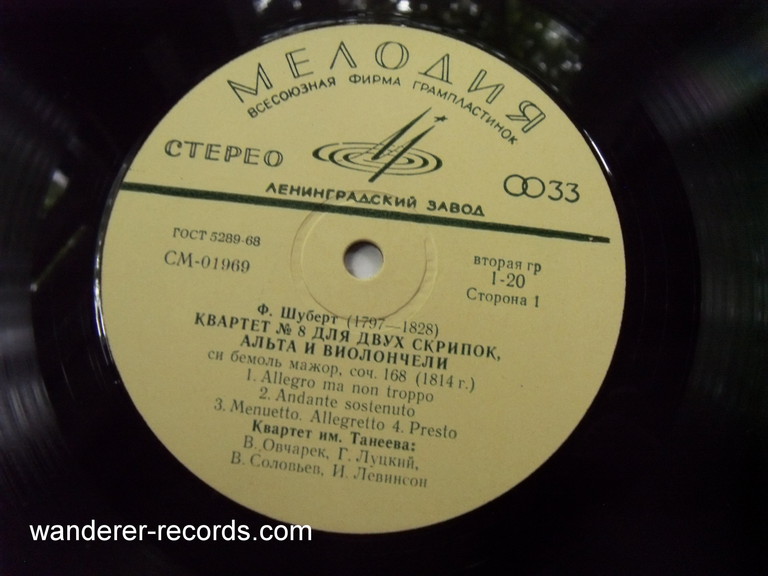 МЕЛОДИЯ
ВСЕСОЮЗНАЯ ФИРМА ГРАМПЛАСТИНОК
СТЕРЕО
33
ЛЕНИНГРАДСКИЙ ЗАВОД
ГОСТ 5289-68
СМ-01969
вторая гр
1-20
Сторона 1
Ф. Шуберт (1797—1828)
КВАРТЕТ № 8 ДЛЯ ДВУХ СКРИПОК,
АЛЬТА И ВИОЛОНЧЕЛИ
си бемоль мажор, соч. 168 (1814 г.)
1. Allegro ma non troppo
2. Andante sostenuto
3. Menuetto. Allegretto 4. Presto
Квартет им. Танеева:
В. Овчарек, Г. Луцкий,
В. Соловьев, И. Левинсон
wanderer-records.com